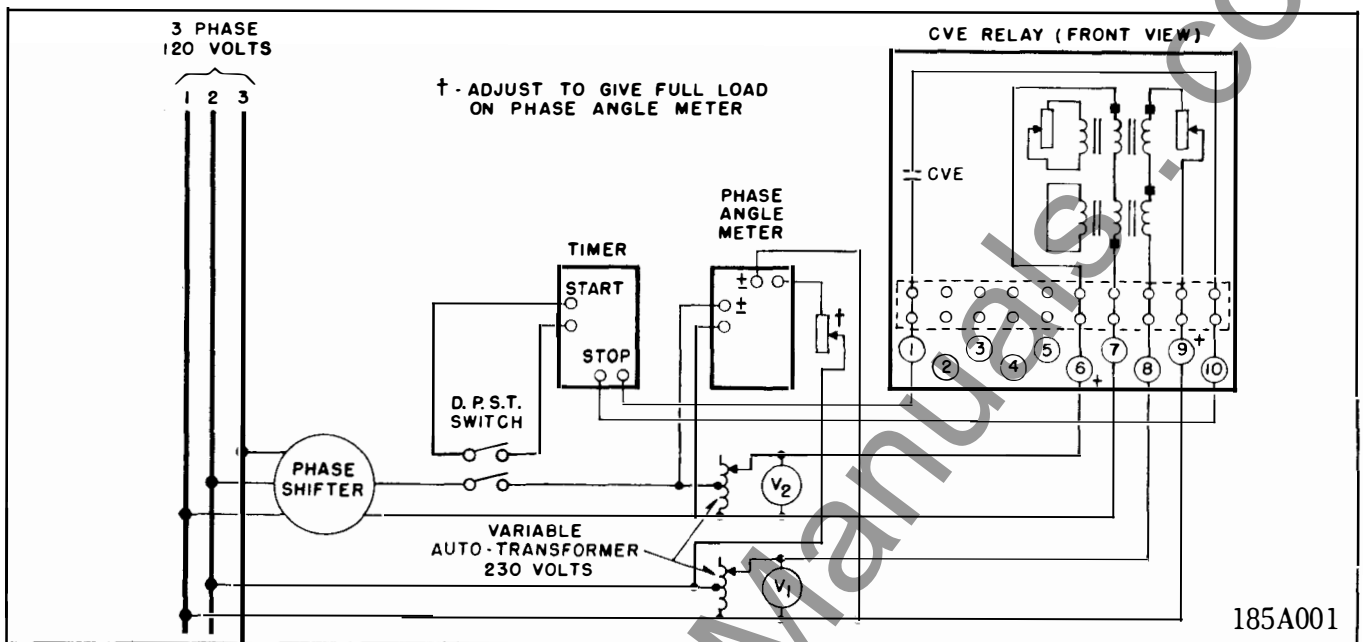 3 PHASE
120 VOLTS
1 2 3
† - ADJUST TO GIVE FULL LOAD
ON PHASE ANGLE METER
CVE RELAY (FRONT VIEW)
CVE
PHASE
ANGLE
METER
±
±
†
TIMER
START
STOP
1 2 3 4 5 6 + 7 8 9 + 10
D. P. S. T.
SWITCH
PHASE
SHIFTER
V2
VARIABLE
AUTO-TRANSFORMER
230 VOLTS
V1
185A001
Manuals.co